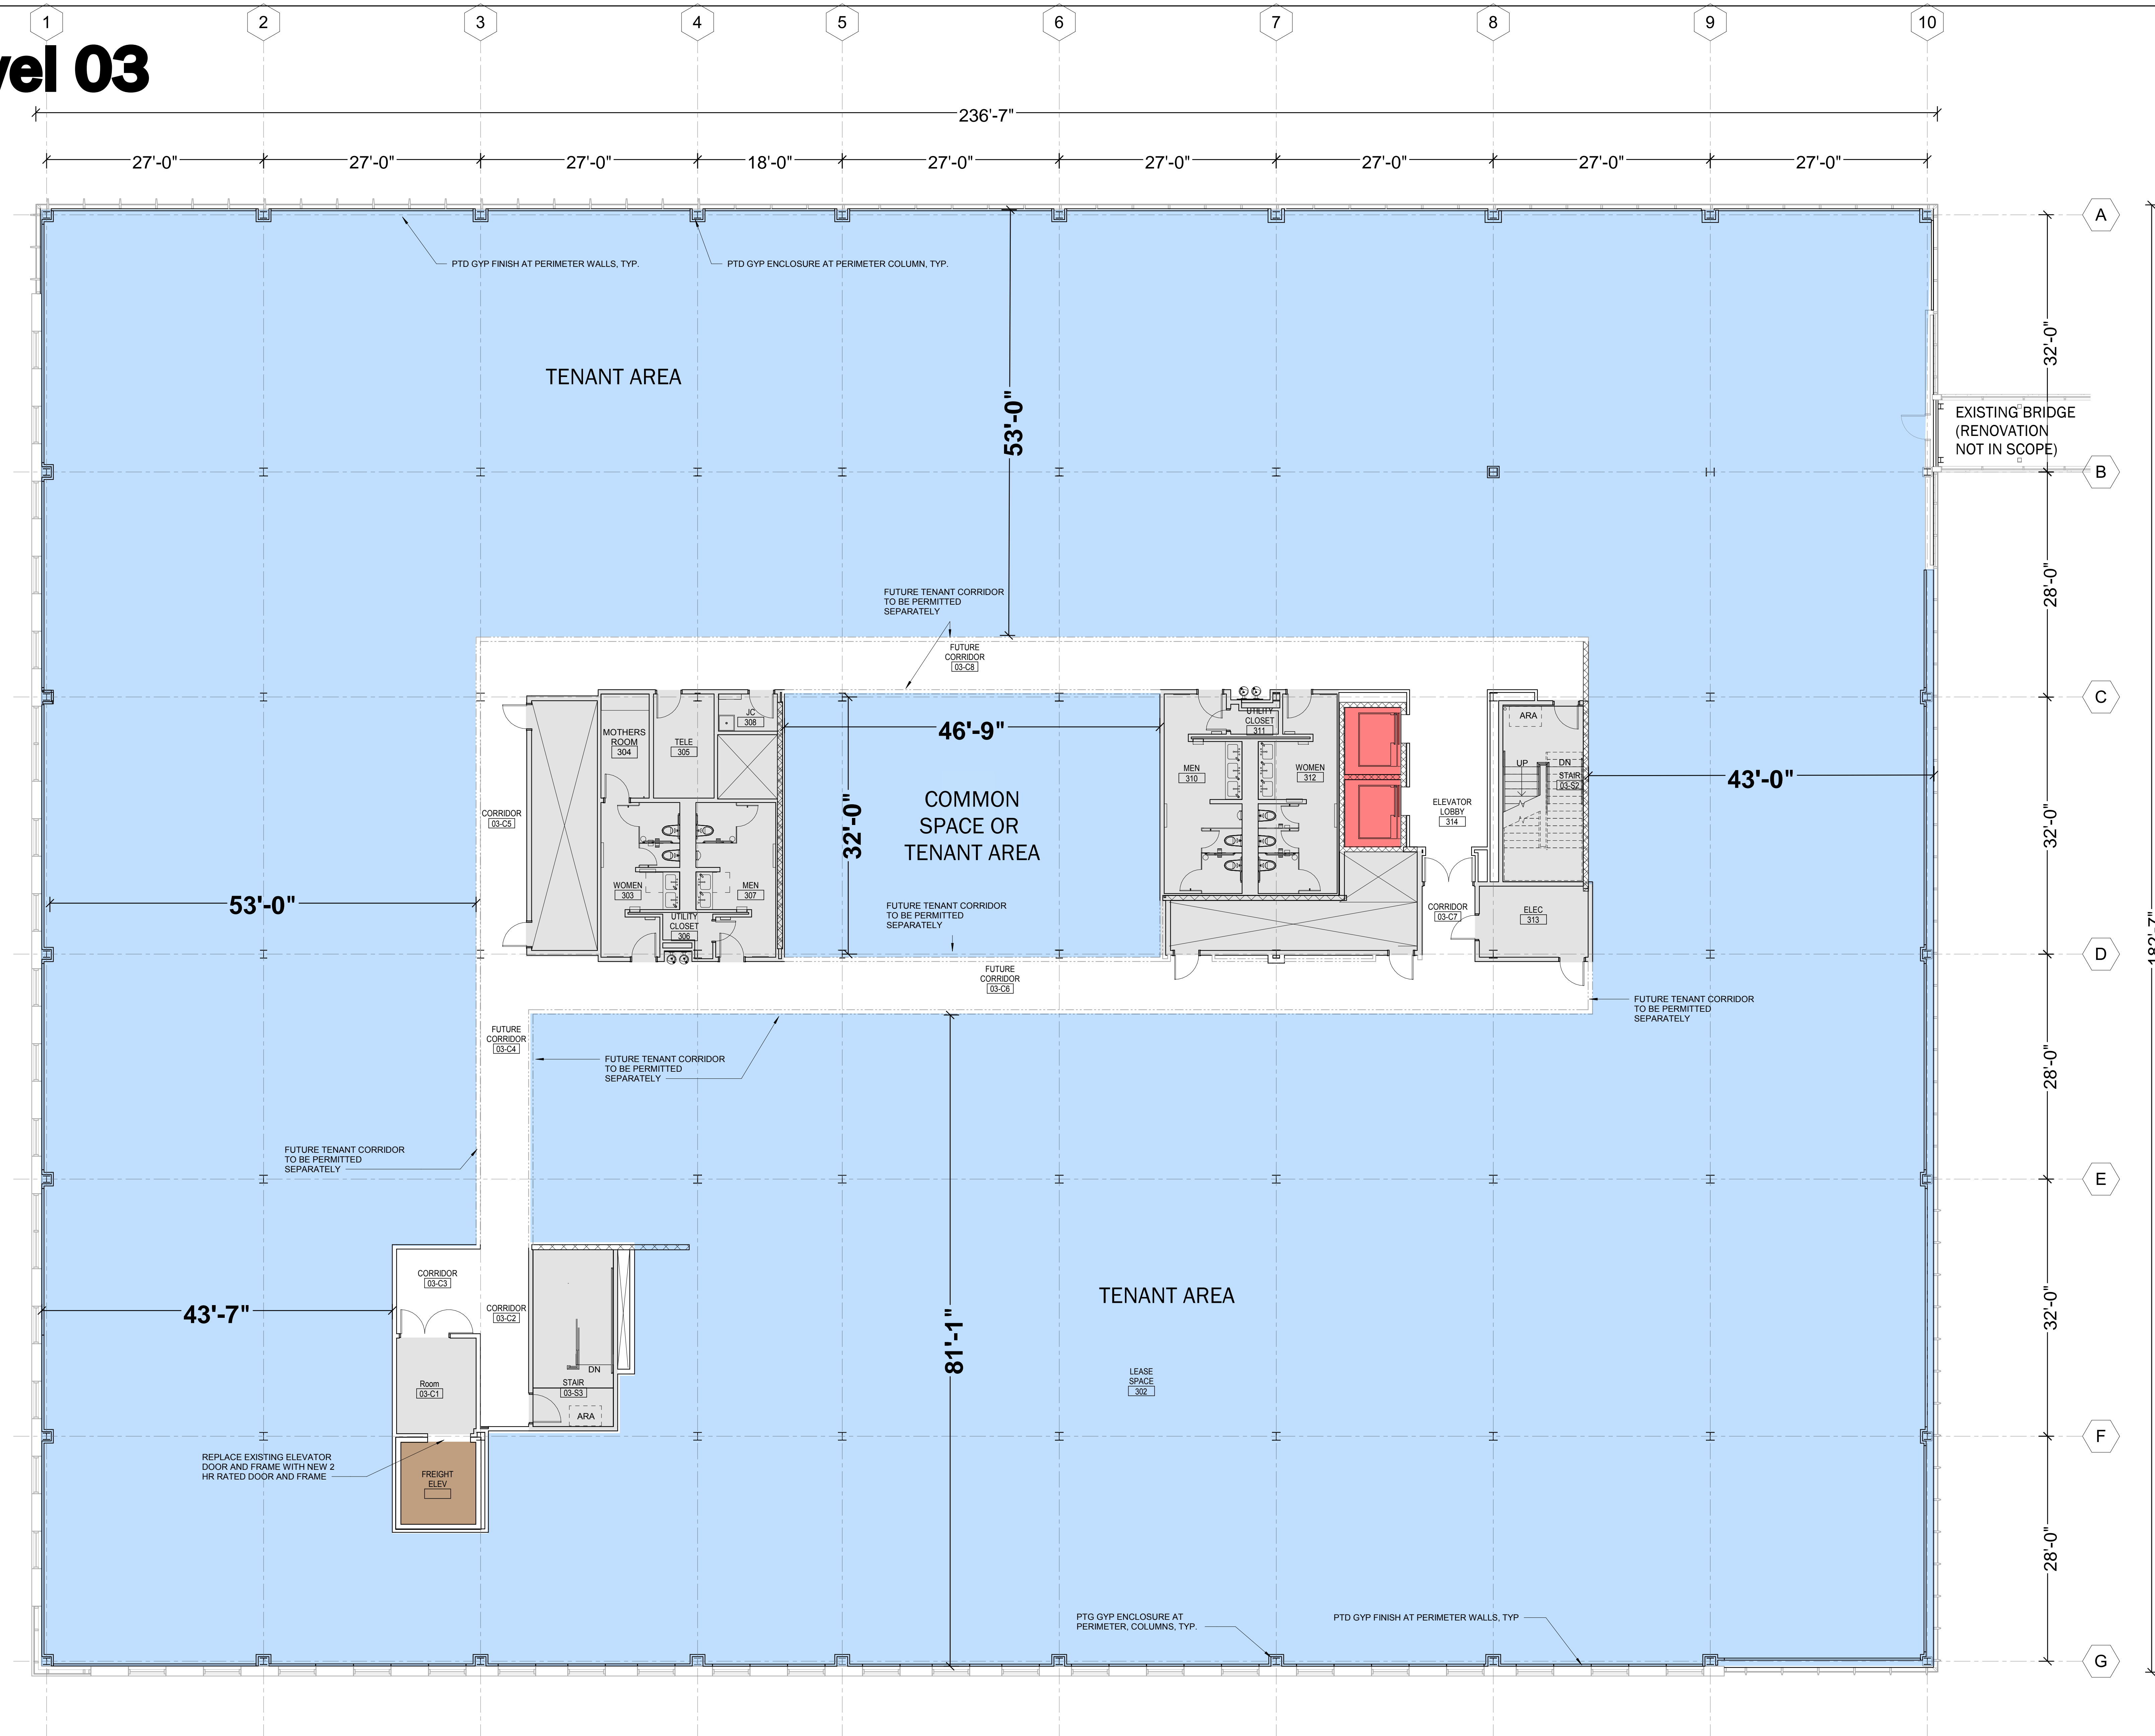 1 2 3 4 5 6 7 8 9 10
vel 03
236'-7"
27'-0" 27'-0" 27'-0" 18'-0" 27'-0" 27'-0" 27'-0" 27'-0" 27'-0"
A
PTD GYP FINISH AT PERIMETER WALLS, TYP.
PTD GYP ENCLOSURE AT PERIMETER COLUMN, TYP.
32'-0"
TENANT AREA
53'-0"
EXISTING BRIDGE
(RENOVATION
NOT IN SCOPE)
B
28'-0"
FUTURE TENANT CORRIDOR
TO BE PERMITTED
SEPARATELY
FUTURE
CORRIDOR
03-C8
C
MOTHERS
ROOM
304
TELE
305
JC
308
46'-9"
UTILITY
CLOSET
311
MEN
310
WOMEN
312
ARA
UP
DN
STAIR
03-S2
43'-0"
CORRIDOR
03-C5
32'-0"
COMMON
SPACE OR
TENANT AREA
ELEVATOR
LOBBY
314
32'-0"
53'-0"
WOMEN
303
MEN
307
UTILITY
CLOSET
306
FUTURE TENANT CORRIDOR
TO BE PERMITTED
SEPARATELY
CORRIDOR
03-C7
ELEC
313
182'-7"
D
FUTURE
CORRIDOR
03-C6
FUTURE TENANT CORRIDOR
TO BE PERMITTED
SEPARATELY
FUTURE
CORRIDOR
03-C4
FUTURE TENANT CORRIDOR
TO BE PERMITTED
SEPARATELY
28'-0"
FUTURE TENANT CORRIDOR
TO BE PERMITTED
SEPARATELY
E
CORRIDOR
03-C3
43'-7"
CORRIDOR
03-C2
TENANT AREA
32'-0"
81'-1"
DN
Room
03-C1
STAIR
03-S3
ARA
LEASE
SPACE
302
F
REPLACE EXISTING ELEVATOR
DOOR AND FRAME WITH NEW 2
HR RATED DOOR AND FRAME
FREIGHT
ELEV
28'-0"
PTG GYP ENCLOSURE AT
PERIMETER, COLUMNS, TYP.
PTD GYP FINISH AT PERIMETER WALLS, TYP
G